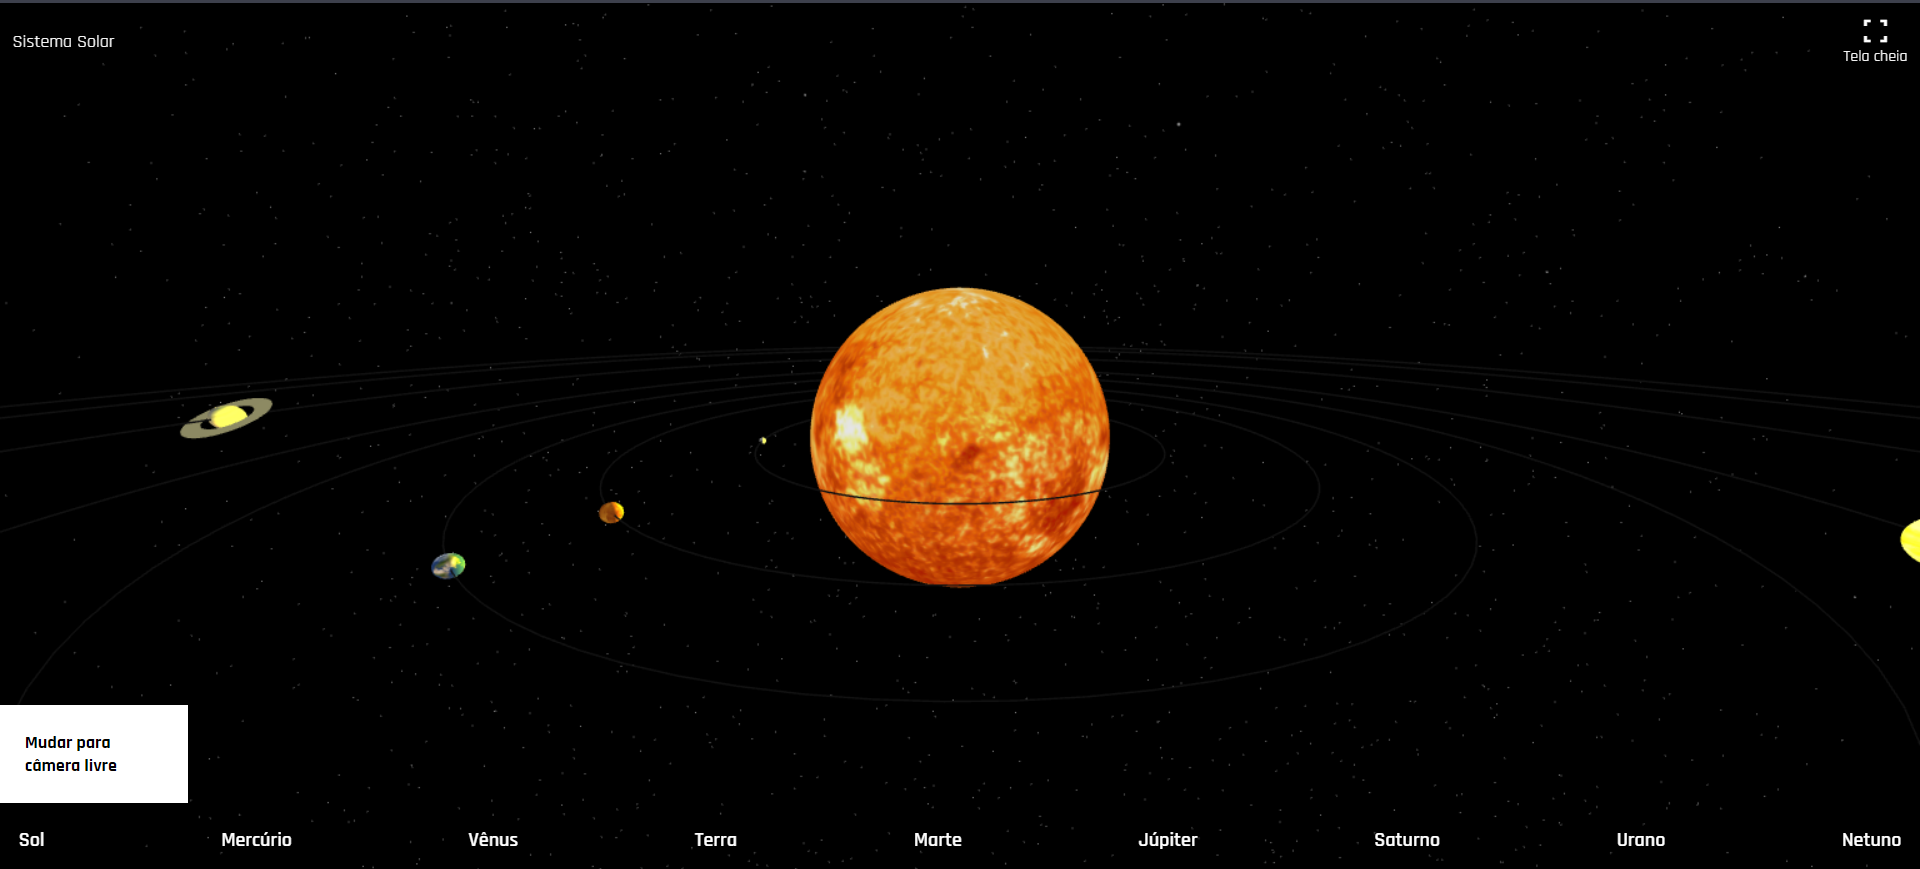 Sistema Solar
Tela cheia
Mudar para
câmera livre
Sol Mercúrio Vênus Terra Marte Júpiter Saturno Urano Netuno